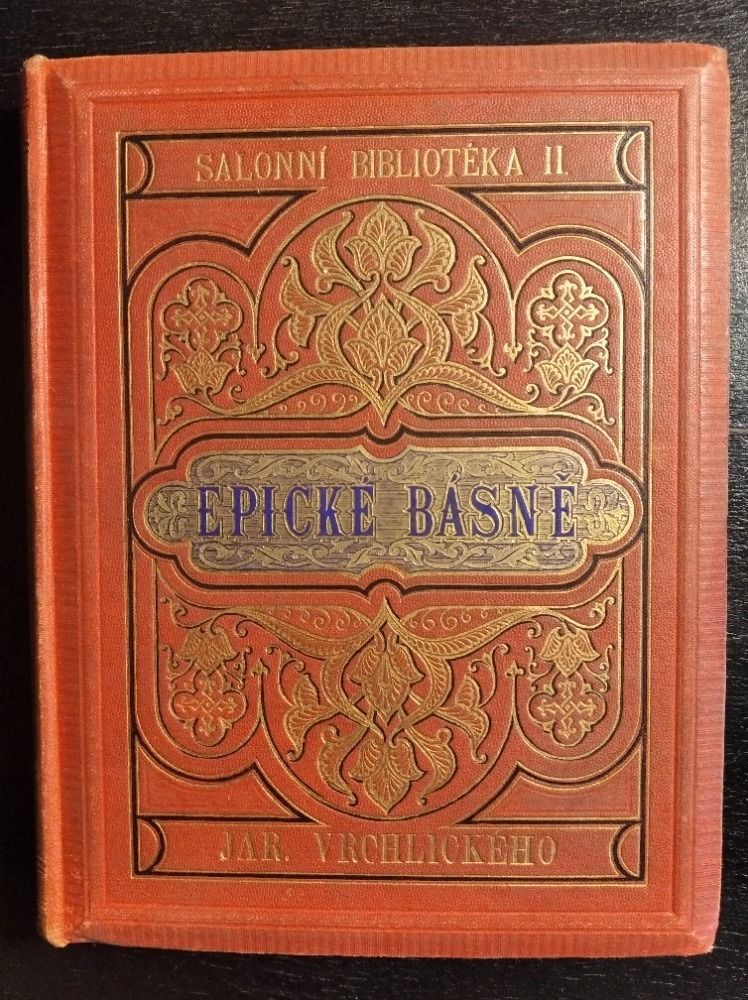 SALONNÍ BIBLIOTÉKA II.
EPICKÉ BÁSNĚ
JAR. VRCHLICKÉHO